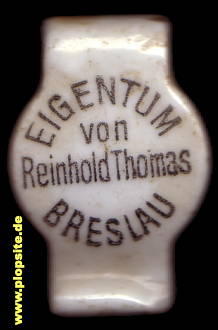 EIGENTUM
von
Reinhold Thomas
BRESLAU
www.plopsite.de